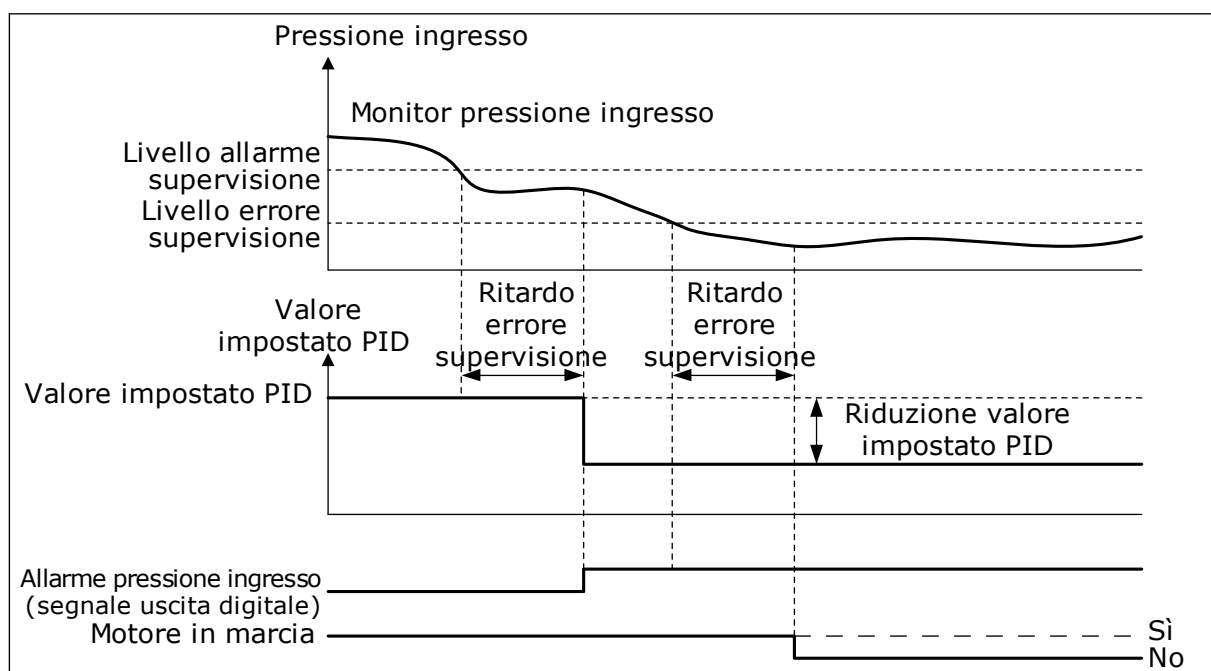 Pressione ingresso
Monitor pressione ingresso
Livello allarme
supervisione
Livello errore
supervisione
Valore
impostato PID
Ritardo
errore
supervisione
Ritardo
errore
supervisione
Valore impostato PID
Riduzione valore
impostato PID
Allarme pressione ingresso
(segnale uscita digitale)
Motore in marcia
Sì
No